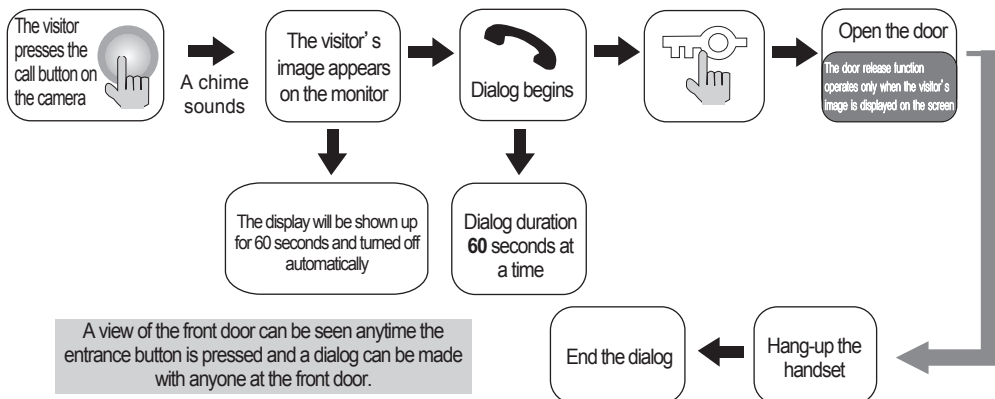 The visitor
presses the
call button on
the camera
A chime
sounds
The visitor's
image appears
on the monitor
Dialog begins
Open the door
The door release function
operates only when the visitor's
image is displayed on the screen
The display will be shown up
for 60 seconds and turned off
automatically
Dialog duration
60 seconds at
a time
A view of the front door can be seen anytime the
entrance button is pressed and a dialog can be made
with anyone at the front door.
End the dialog
Hang-up the
handset